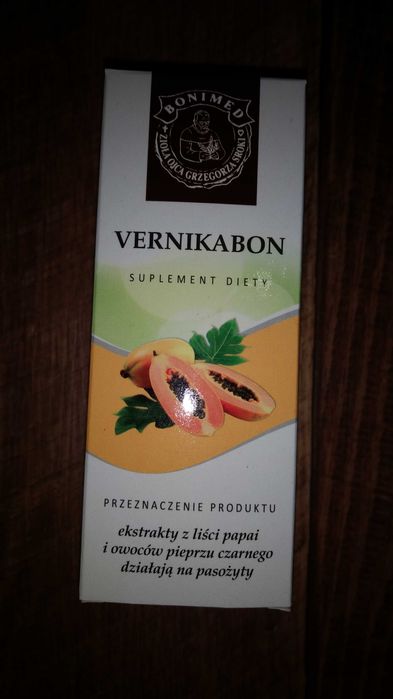 BONIMED
ZIOŁA OJCA GRZEGORZA SROKI
VERNIKABON
SUPLEMENT DIETY
PRZEZNACZENIE PRODUKTU
ekstrakty z liści papai
i owoców pieprzu czarnego
działają na pasożyty